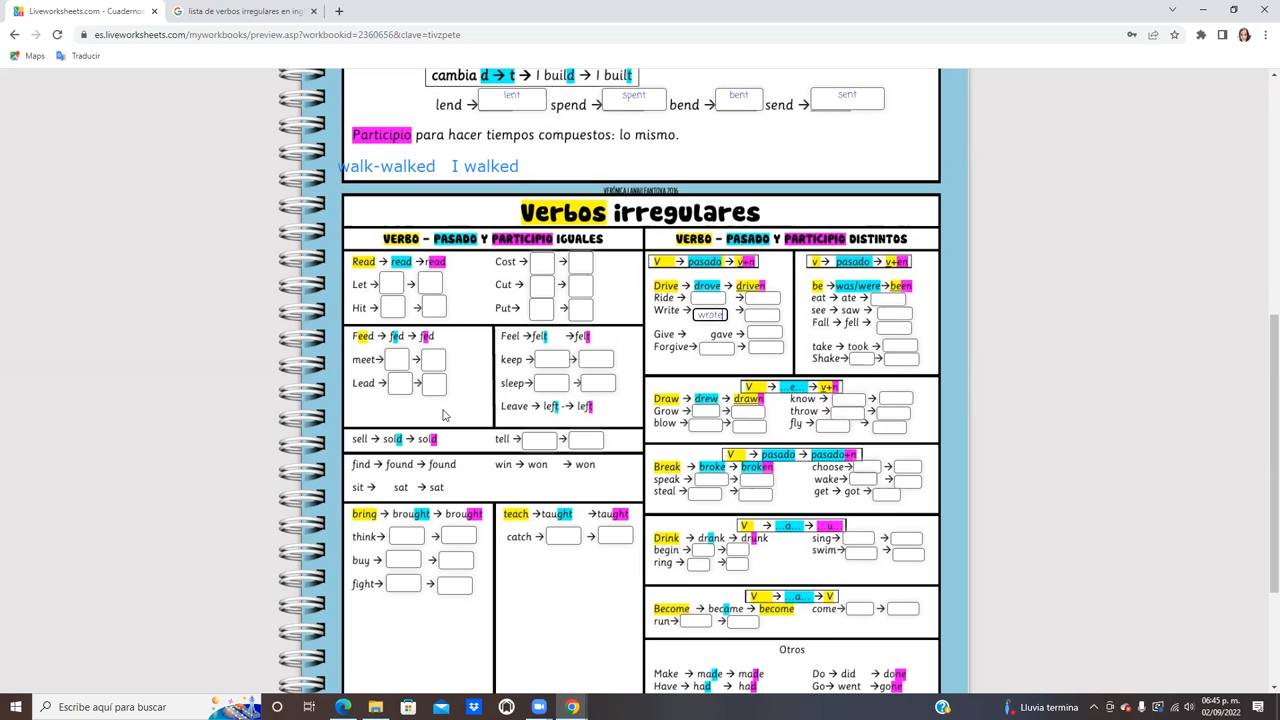 Liveworksheets.com - Cuadernos
lista de verbos irregulares en ing
es.liveworksheets.com/myworkbooks/preview.asp?workbookid=2360656&clave=tivzpete
Maps Traducir
cambia d → t → I build → I built
lend → lent spend → spent bend → bent send → sent
Participio para hacer tiempos compuestos: lo mismo.
walk-walked I walked
Verbos irregulares
VERBO – PASADO Y PARTICIPIO IGUALES
Read → read → read
Let → →
Hit → →
Cost → →
Cut → →
Put → →
Feed → fed → fed
meet → →
Lead → →
Feel → felt → felt
keep → →
sleep → →
Leave → left -→ left
sell → sold → sold
tell → →
find → found → found
win → won → won
sit → sat → sat
bring → brought → brought
think → →
buy → →
fight → →
teach → taught → taught
catch → →
VERBO – PASADO Y PARTICIPIO DISTINTOS
V → pasado → v+n
Drive → drove → driven
Ride → →
Write → wrote →
Give → gave →
Forgive → →
v → pasado → v+en
be → was/were → been
eat → ate →
see → saw →
Fall → fell →
take → took →
Shake → →
V → ...e... → v+n
Draw → drew → drawn
Grow → →
blow → →
know → →
throw → →
fly → →
V → pasado → pasado+n
Break → broke → broken
speak → →
steal → →
choose → →
wake → →
get → got →
V → ...a... → ...u...
Drink → drank → drunk
begin → →
ring → →
sing → →
swim → →
V → ...a... → V
Become → became → become
run → →
come → →
Otros
Make → made → made
Have → had → had
Do → did → done
Go → went → gone
Escribe aquí para buscar
Lluvia termina
06:45 p. m.
02/09/2022